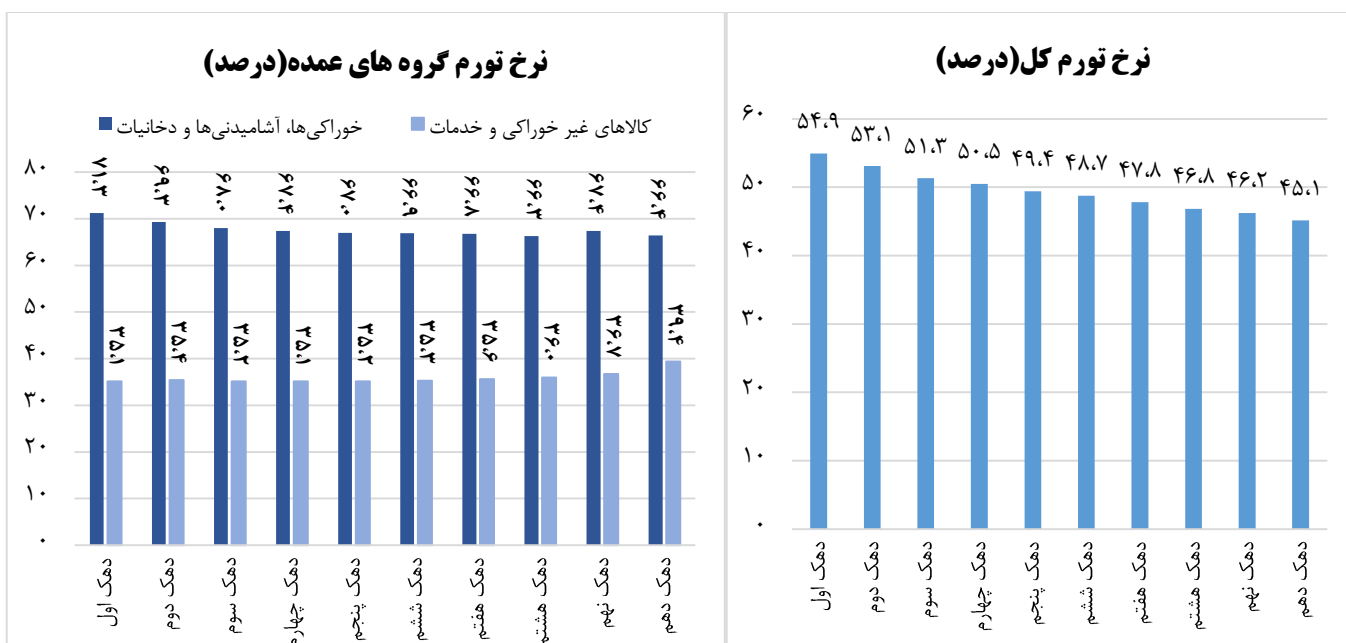 نرخ تورم کل(درصد)
۶۰
۵۰
۴۰
۳۰
۲۰
۱۰
۰
۵۴،۹
۵۳،۱
۵۱،۳
۵۰،۵
۴۹،۴
۴۸،۷
۴۷،۸
۴۶،۸
۴۶،۲
۴۵،۱
دهک اول
دهک دوم
دهک سوم
دهک چهارم
دهک پنجم
دهک ششم
دهک هفتم
دهک هشتم
دهک نهم
دهک دهم
نرخ تورم گروه های عمده(درصد)
خوراکی‌ها، آشامیدنی‌ها و دخانیات
کالاهای غیر خوراکی و خدمات
۸۰
۷۰
۶۰
۵۰
۴۰
۳۰
۲۰
۱۰
۰
۷۱،۳
۶۹،۳
۶۸،۰
۶۷،۴
۶۷،۰
۶۶،۹
۶۶،۸
۶۶،۳
۶۷،۴
۶۶،۴
۳۵،۱
۳۵،۴
۳۵،۲
۳۵،۱
۳۵،۲
۳۵،۳
۳۵،۶
۳۶،۰
۳۶،۷
۳۹،۴
دهک اول
دهک دوم
دهک سوم
دهک چهارم
دهک پنجم
دهک ششم
دهک هفتم
دهک هشتم
دهک نهم
دهک دهم